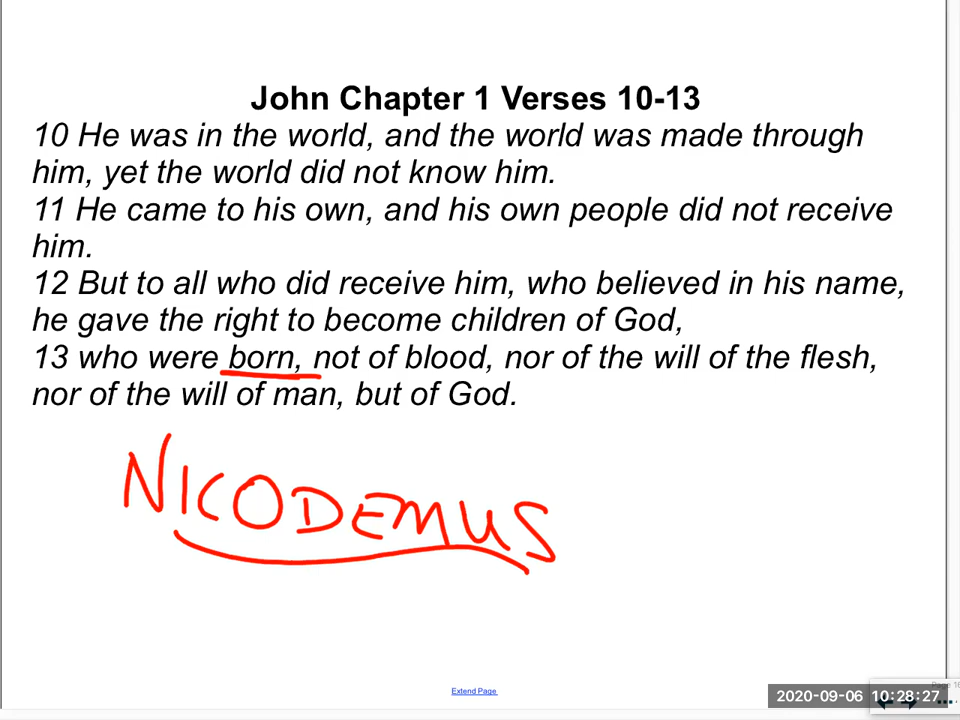 John Chapter 1 Verses 10-13
10 He was in the world, and the world was made through
him, yet the world did not know him.
11 He came to his own, and his own people did not receive
him.
12 But to all who did receive him, who believed in his name,
he gave the right to become children of God,
13 who were born, not of blood, nor of the will of the flesh,
nor of the will of man, but of God.
NICODEMUS
Extend Page
Page 16
2020-09-06 10:28:27